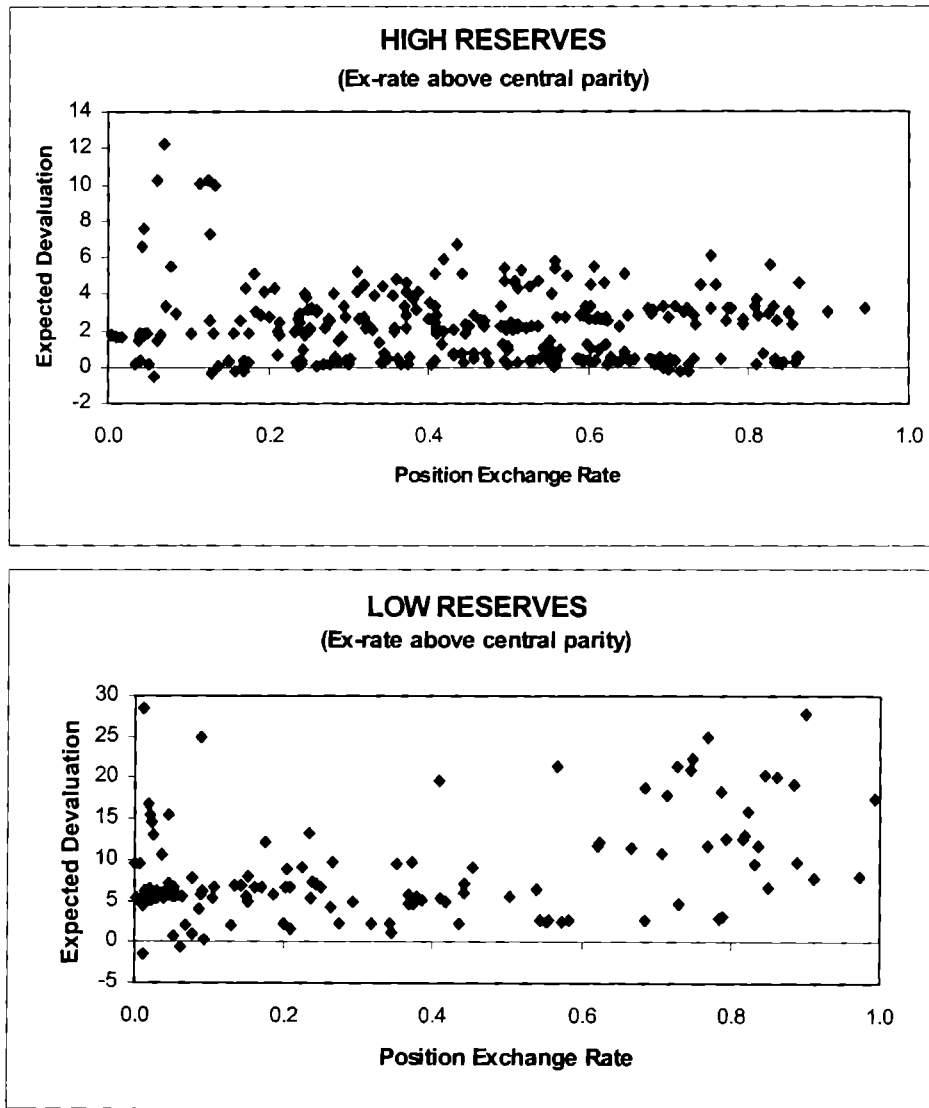 HIGH RESERVES
(Ex-rate above central parity)
Expected Devaluation
14
12
10
8
6
4
2
0
-2
0.0 0.2 0.4 0.6 0.8 1.0
Position Exchange Rate
LOW RESERVES
(Ex-rate above central parity)
Expected Devaluation
30
25
20
15
10
5
0
-5
0.0 0.2 0.4 0.6 0.8 1.0
Position Exchange Rate